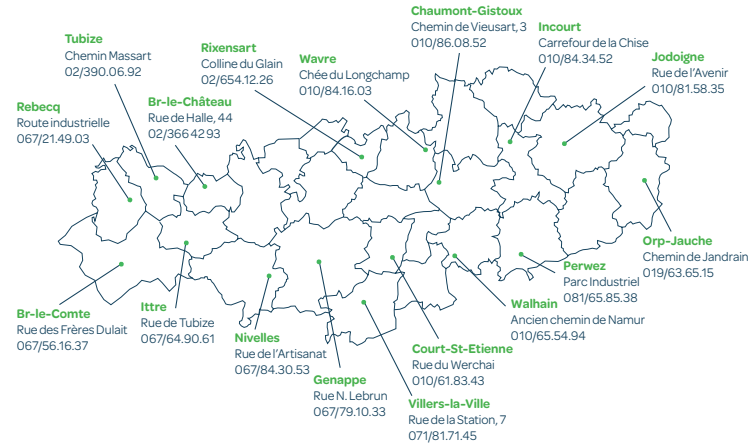 Chaumont-Gistoux
Chemin de Vieusart, 3
010/86.08.52
Incourt
Carrefour de la Chise
010/84.34.52
Tubize
Chemin Massart
02/390.06.92
Rixensart
Colline du Glain
02/654.12.26
Wavre
Chée du Longchamp
010/84.16.03
Jodoigne
Rue de l'Avenir
010/81.58.35
Rebecq
Route industrielle
067/21.49.03
Br-le-Château
Rue de Halle, 44
02/366 42 93
Orp-Jauche
Chemin de Jandrain
019/63.65.15
Perwez
Parc Industriel
081/65.85.38
Walhain
Ancien chemin de Namur
010/65.54.94
Br-le-Comte
Rue des Frères Dulait
067/56.16.37
Ittre
Rue de Tubize
067/64.90.61
Nivelles
Rue de l'Artisanat
067/84.30.53
Genappe
Rue N. Lebrun
067/79.10.33
Court-St-Etienne
Rue du Werchai
010/61.83.43
Villers-la-Ville
Rue de la Station, 7
071/81.71.45